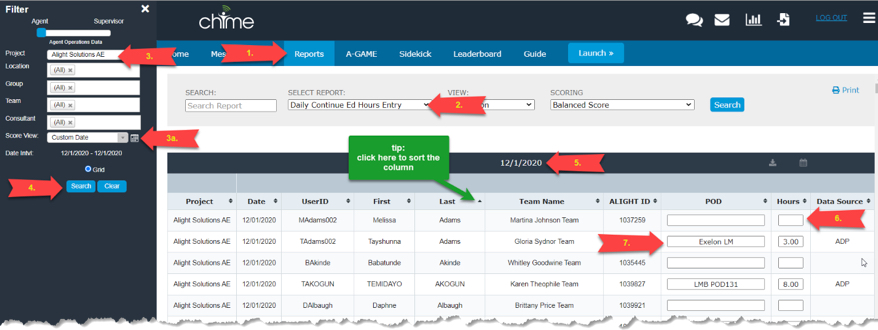 Filter
Agent Supervisor
Agent Operations Data
Project Alight Solutions AE
3.
Location (All) x
Group (All) x
Team (All) x
Consultant (All) x
Score View: Custom Date
3a.
Date Intvl: 12/1/2020 - 12/1/2020
Grid
4.
Search Clear
chime
LOG OUT
ome Mes 1. Reports A-GAME Sidekick Leaderboard Guide Launch »
Print
SEARCH: SELECT REPORT: VIEW: SCORING
Search Report Daily Continue Ed Hours Entry 2. on Balanced Score Search
tip:
click here to sort the
column
12/1/2020 5.
Project Date UserID First Last Team Name ALIGHT ID POD Hours Data Source
Alight Solutions AE 12/01/2020 MAdams002 Melissa Adams Martina Johnson Team 1037259 6.
Alight Solutions AE 12/01/2020 TAdams002 Tayshunna Adams Gloria Sydnor Team 7. Exelon LM 3.00 ADP
Alight Solutions AE 12/01/2020 BAkinde Babatunde Akinde Whitley Goodwine Team 1035445
Alight Solutions AE 12/01/2020 TAKOGUN TEMIDAYO AKOGUN Karen Theophile Team 1039827 LMB POD131 8.00 ADP
Alight Solutions AE 12/01/2020 DAlbaugh Daphne Albaugh Brittany Price Team 1039921